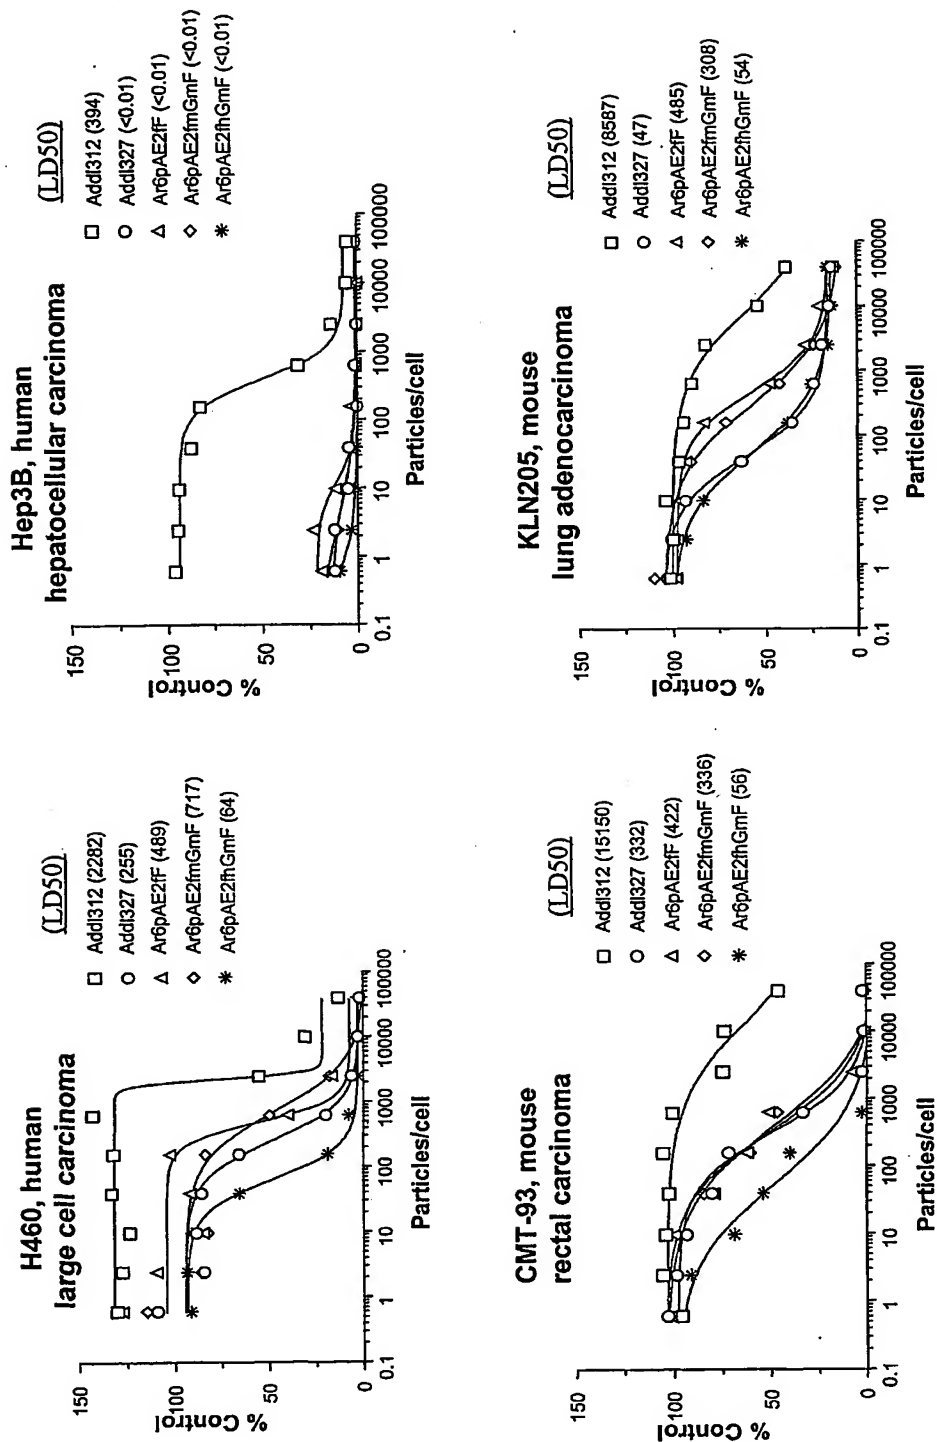 H460, human
large cell carcinoma
(LD50)
Addl312 (2282)
Addl327 (255)
Ar6pAE2fF (489)
Ar6pAE2fmGmF (717)
Ar6pAE2fhGmF (64)
% Control
150
100
50
0
0.1
1
10
100
1000
10000
100000
Particles/cell
Hep3B, human
hepatocellular carcinoma
(LD50)
Addl312 (394)
Addl327 (<0.01)
Ar6pAE2fF (<0.01)
Ar6pAE2fmGmF (<0.01)
Ar6pAE2fhGmF (<0.01)
% Control
150
100
50
0
0.1
1
10
100
1000
10000
100000
Particles/cell
CMT-93, mouse
rectal carcinoma
(LD50)
Addl312 (15150)
Addl327 (332)
Ar6pAE2fF (422)
Ar6pAE2fmGmF (336)
Ar6pAE2fhGmF (56)
% Control
150
100
50
0
0.1
1
10
100
1000
10000
100000
Particles/cell
KLN205, mouse
lung adenocarcinoma
(LD50)
Addl312 (8587)
Addl327 (47)
Ar6pAE2fF (485)
Ar6pAE2fmGmF (308)
Ar6pAE2fhGmF (54)
% Control
150
100
50
0
0.1
1
10
100
1000
10000
100000
Particles/cell